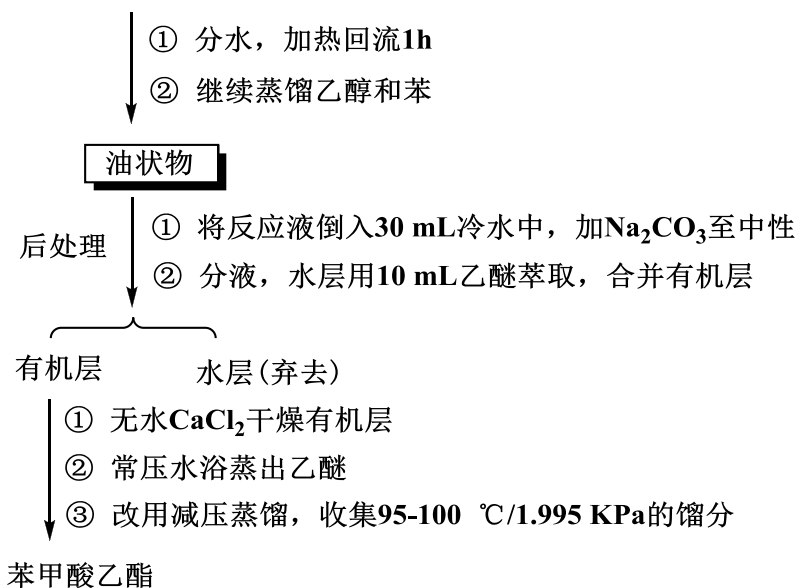 ① 分水，加热回流1h
② 继续蒸馏乙醇和苯
油状物
后处理
① 将反应液倒入30 mL冷水中，加Na₂CO₃至中性
② 分液，水层用10 mL乙醚萃取，合并有机层
有机层 水层(弃去)
① 无水CaCl₂干燥有机层
② 常压水浴蒸出乙醚
③ 改用减压蒸馏，收集95-100 ℃/1.995 KPa的馏分
苯甲酸乙酯